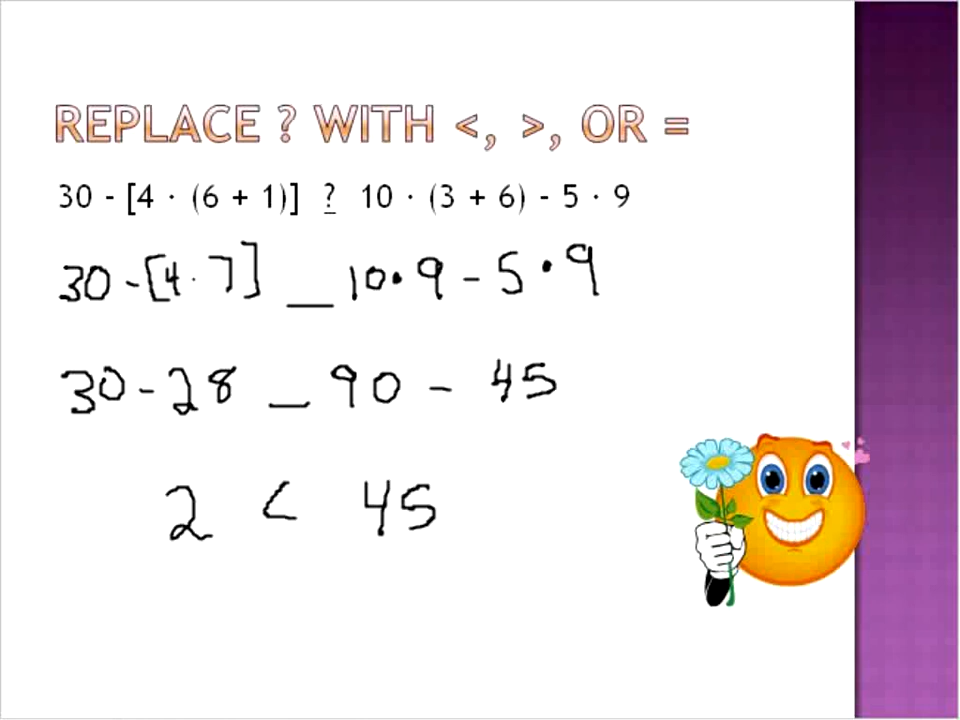 REPLACE ? WITH <, >, OR =
30 - [4 · (6 + 1)] ? 10 · (3 + 6) - 5 · 9
30 - [4 · 7] _ 10 · 9 - 5 · 9
30 - 28 _ 90 - 45
2 < 45